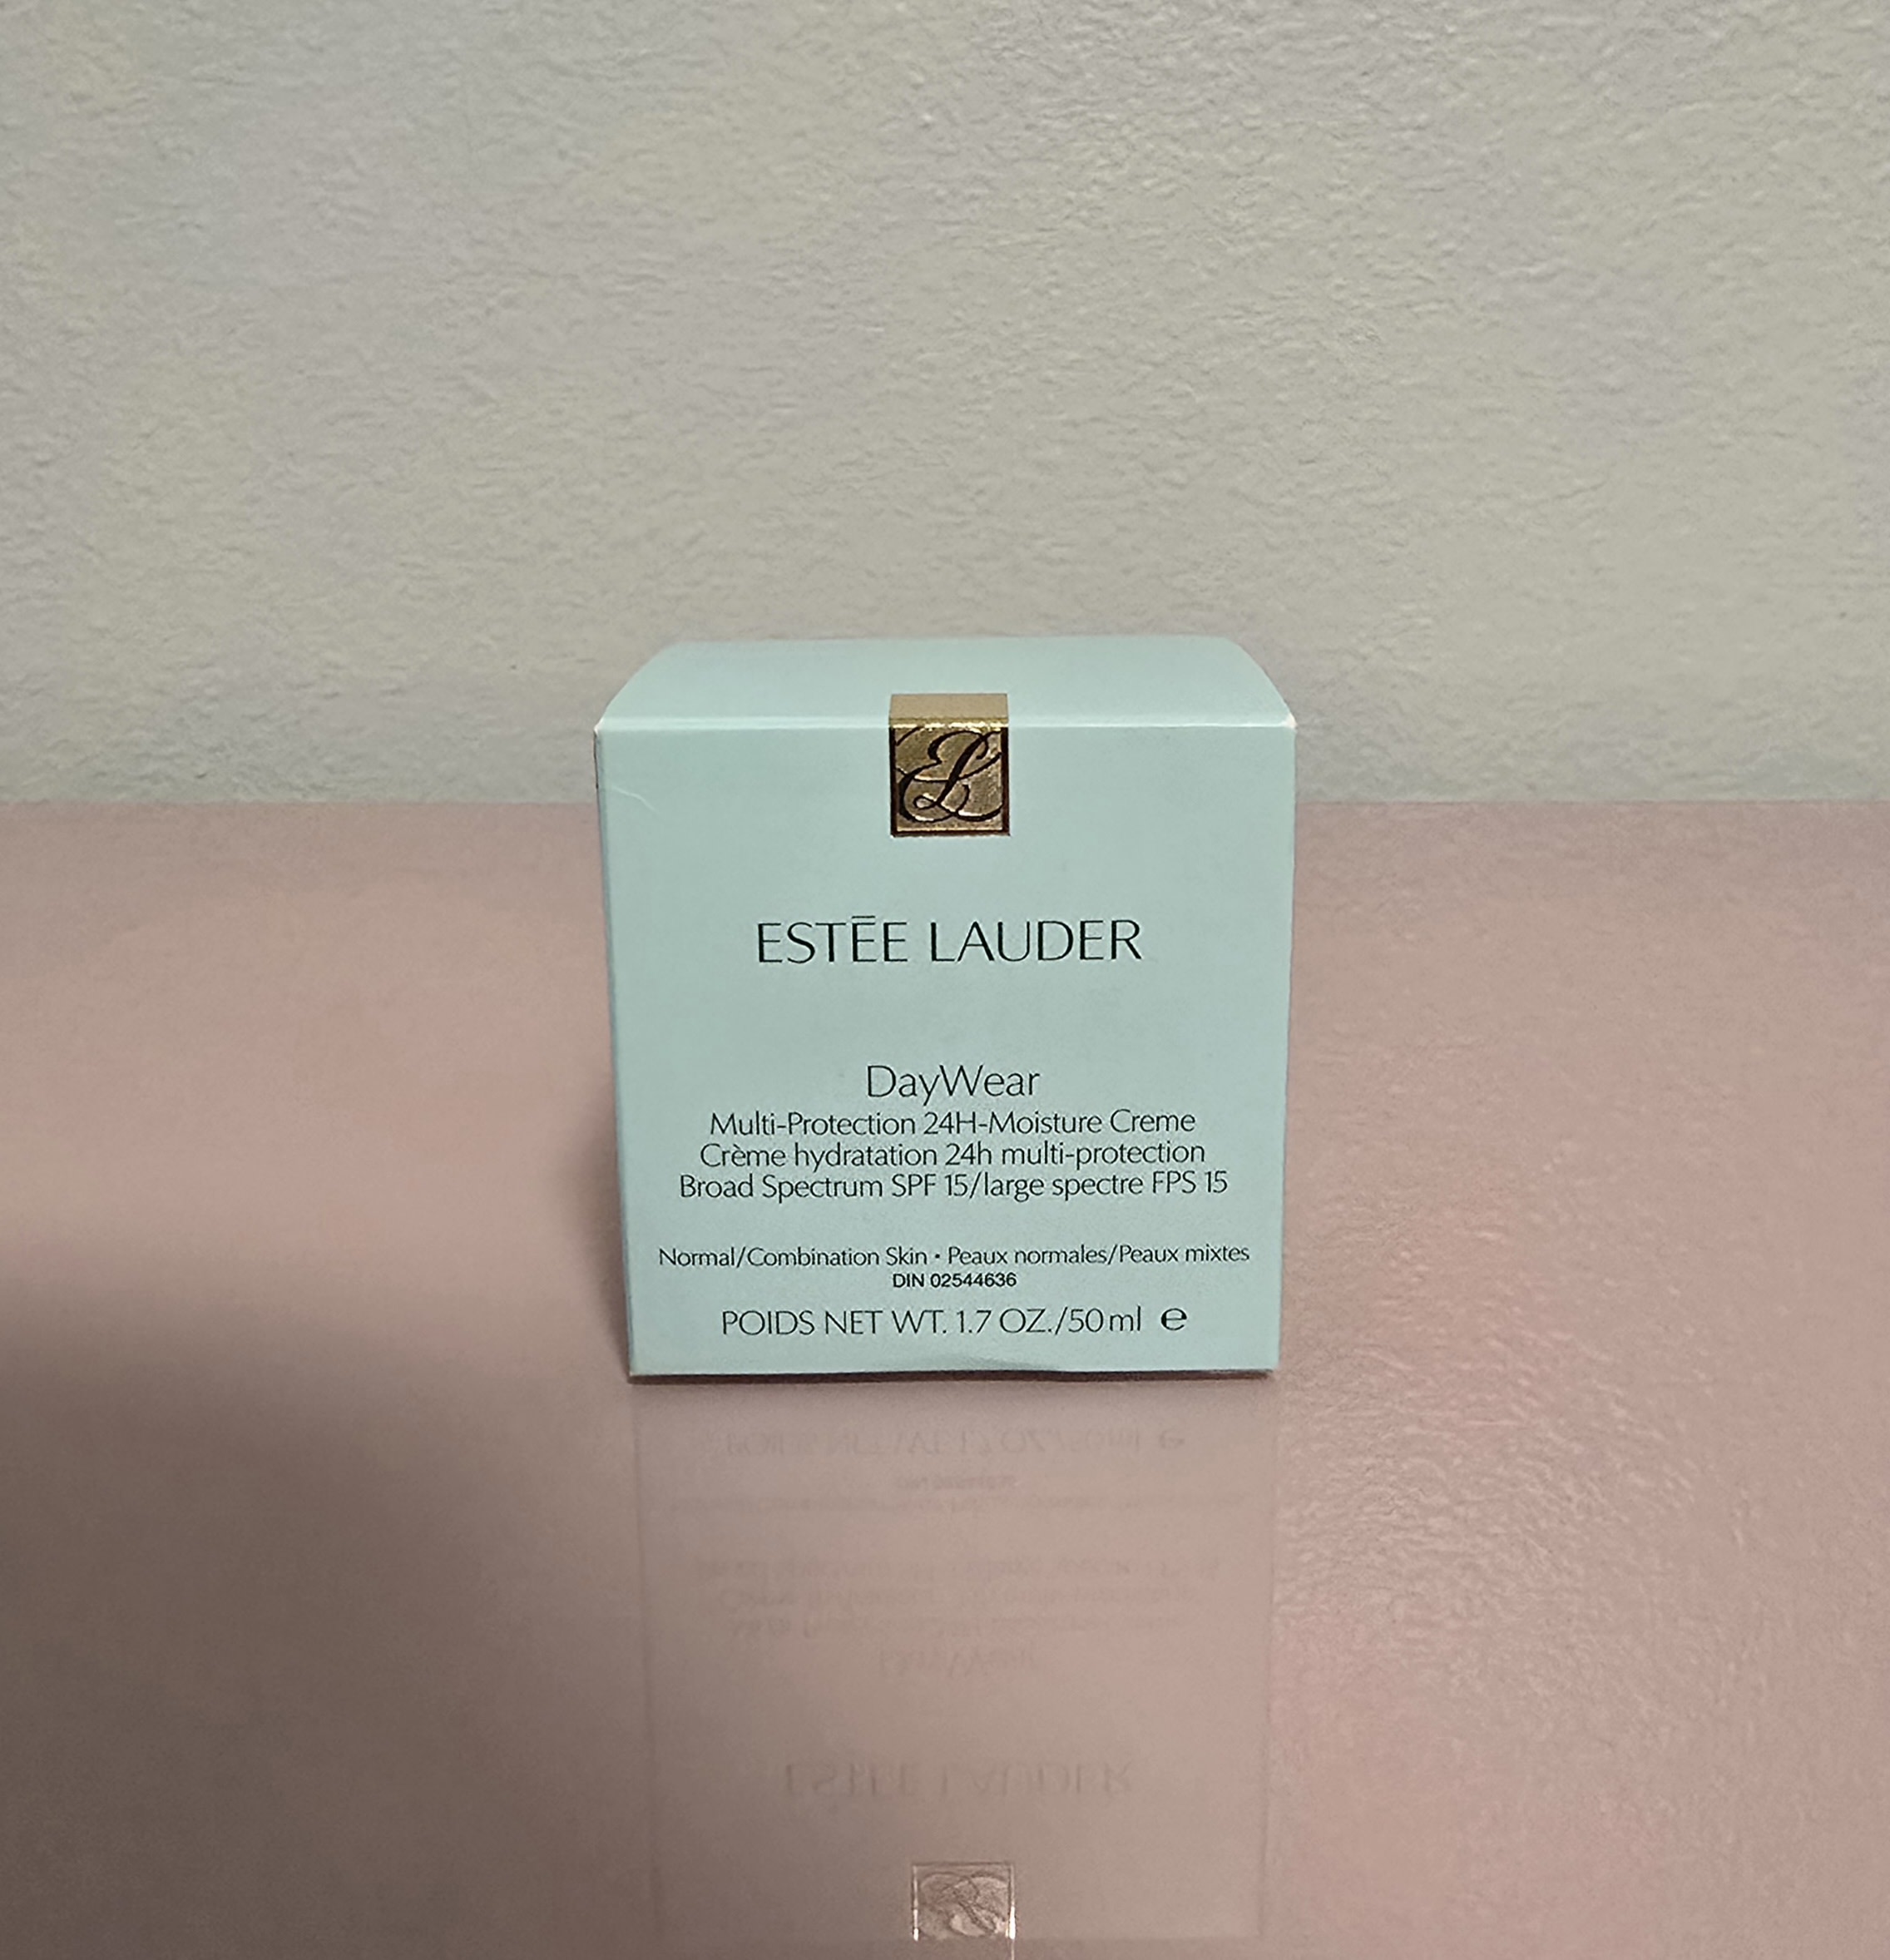 EL
ESTĒE LAUDER
DayWear
Multi-Protection 24H-Moisture Creme
Crème hydratation 24h multi-protection
Broad Spectrum SPF 15/large spectre FPS 15
Normal/Combination Skin • Peaux normales/Peaux mixtes
DIN 02544636
POIDS NET WT. 1.7 OZ./50 ml ℮